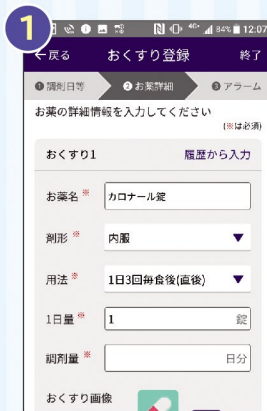 1
84% 12:07
←戻る おくすり登録 終了
❶調剤日等 ❷お薬詳細 ❸アラーム
お薬の詳細情報を入力してください
(※は必須)
おくすり1 履歴から入力
お薬名※ カロナール錠
剤形※ 内服 ▼
用法※ 1日3回毎食後(直後) ▼
1日量※ 1 錠
調剤量※ 日分
おくすり画像